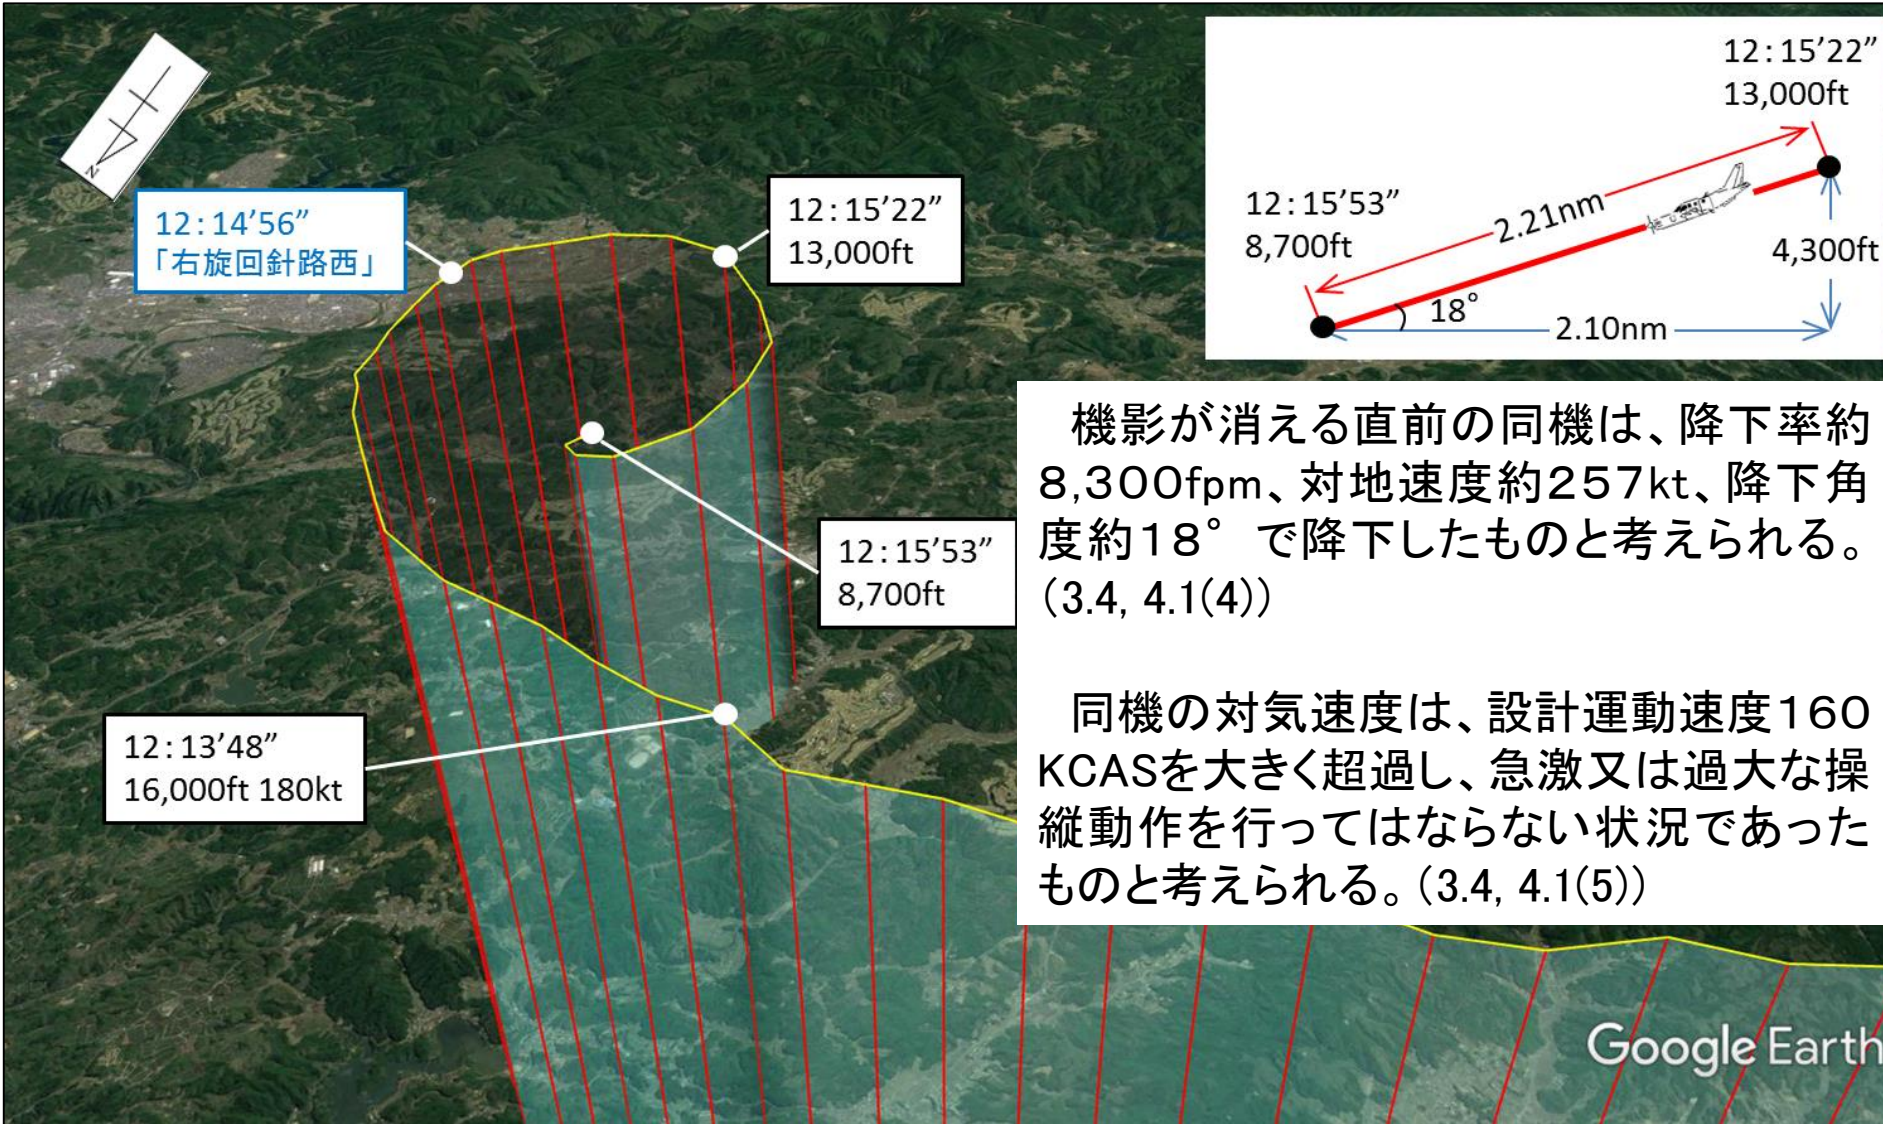 N
12:14’56”
「右旋回針路西」
12:15’22”
13,000ft
12:15’53”
8,700ft
12:13’48”
16,000ft 180kt
12:15’22”
13,000ft
12:15’53”
8,700ft
2.21nm
4,300ft
18°
2.10nm
機影が消える直前の同機は、降下率約
8,300fpm、対地速度約257kt、降下角
度約18°で降下したものと考えられる。
(3.4, 4.1(4))
同機の対気速度は、設計運動速度160
KCASを大きく超過し、急激又は過大な操
縦動作を行ってはならない状況であった
ものと考えられる。(3.4, 4.1(5))
Google Earth